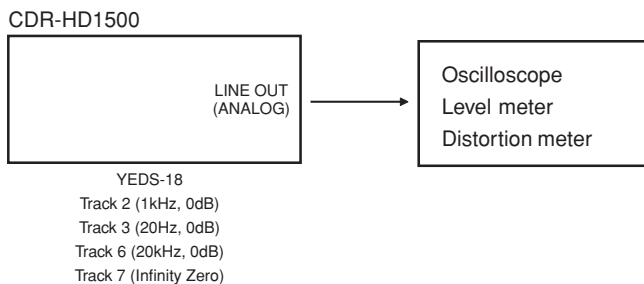 CDR-HD1500
LINE OUT
(ANALOG)
Oscilloscope
Level meter
Distortion meter
YEDS-18
Track 2 (1kHz, 0dB)
Track 3 (20Hz, 0dB)
Track 6 (20kHz, 0dB)
Track 7 (Infinity Zero)